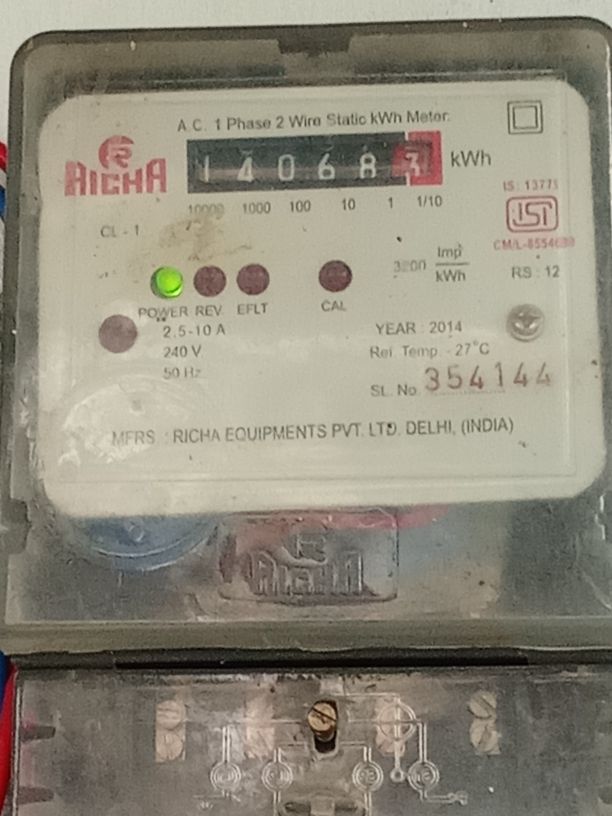 A.C. 1 Phase 2 Wire Static kWh Meter
RICHA
1 4 0 6 8 3 kWh
10000 1000 100 10 1 1/10
IS : 13779
ISI
CM/L-8554689
CL - 1
3200 Imp/kWh
RS : 12
POWER REV. EFLT CAL
2.5-10 A
240 V
50 Hz
YEAR : 2014
Ref. Temp. - 27°C
SL. No. 354144
MFRS : RICHA EQUIPMENTS PVT. LTD. DELHI, (INDIA)
RICHA